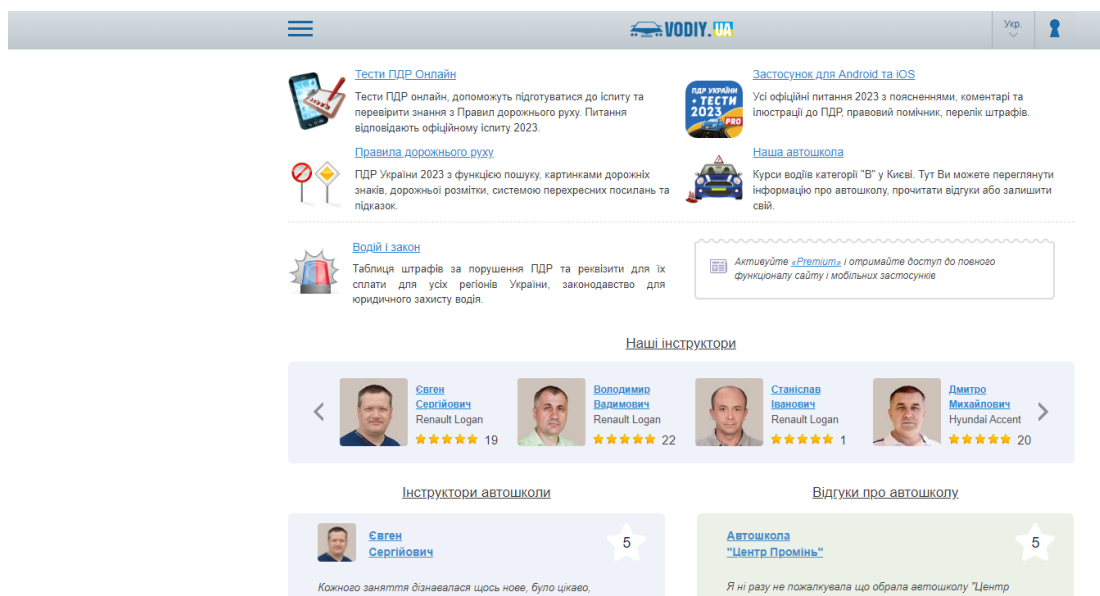 VODIY.UA
Укр.
Тести ПДР Онлайн
Тести ПДР онлайн, допоможуть підготуватися до іспиту та
перевірити знання з Правил дорожнього руху. Питання
відповідають офіційному іспиту 2023.
ПДР УКРАЇНИ
+ ТЕСТИ
2023
PRO
Застосунок для Android та iOS
Усі офіційні питання 2023 з поясненнями, коментарі та
ілюстрації до ПДР, правовий помічник, перелік штрафів.
Правила дорожнього руху
ПДР України 2023 з функцією пошуку, картинками дорожніх
знаків, дорожньої розмітки, системою перехресних посилань та
підказок.
Наша автошкола
Курси водіїв категорії "В" у Києві. Тут Ви можете переглянути
інформацію про автошколу, прочитати відгуки або залишити
свій.
Водій і закон
Таблиця штрафів за порушення ПДР та реквізити для їх
сплати для усіх регіонів України, законодавство для
юридичного захисту водія.
Активуйте «Premium» і отримайте доступ до повного
функціоналу сайту і мобільних застосунків
Наші інструктори
Євген
Сергійович
Renault Logan
19
Володимир
Вадимович
Renault Logan
22
Станіслав
Іванович
Renault Logan
1
Дмитро
Михайлович
Hyundai Accent
20
Інструктори автошколи
Євген
Сергійович
5
Кожного заняття дізнавалася щось нове, було цікаво,
Відгуки про автошколу
Автошкола
"Центр Промінь"
5
Я ні разу не пожалкувала що обрала автошколу "Центр